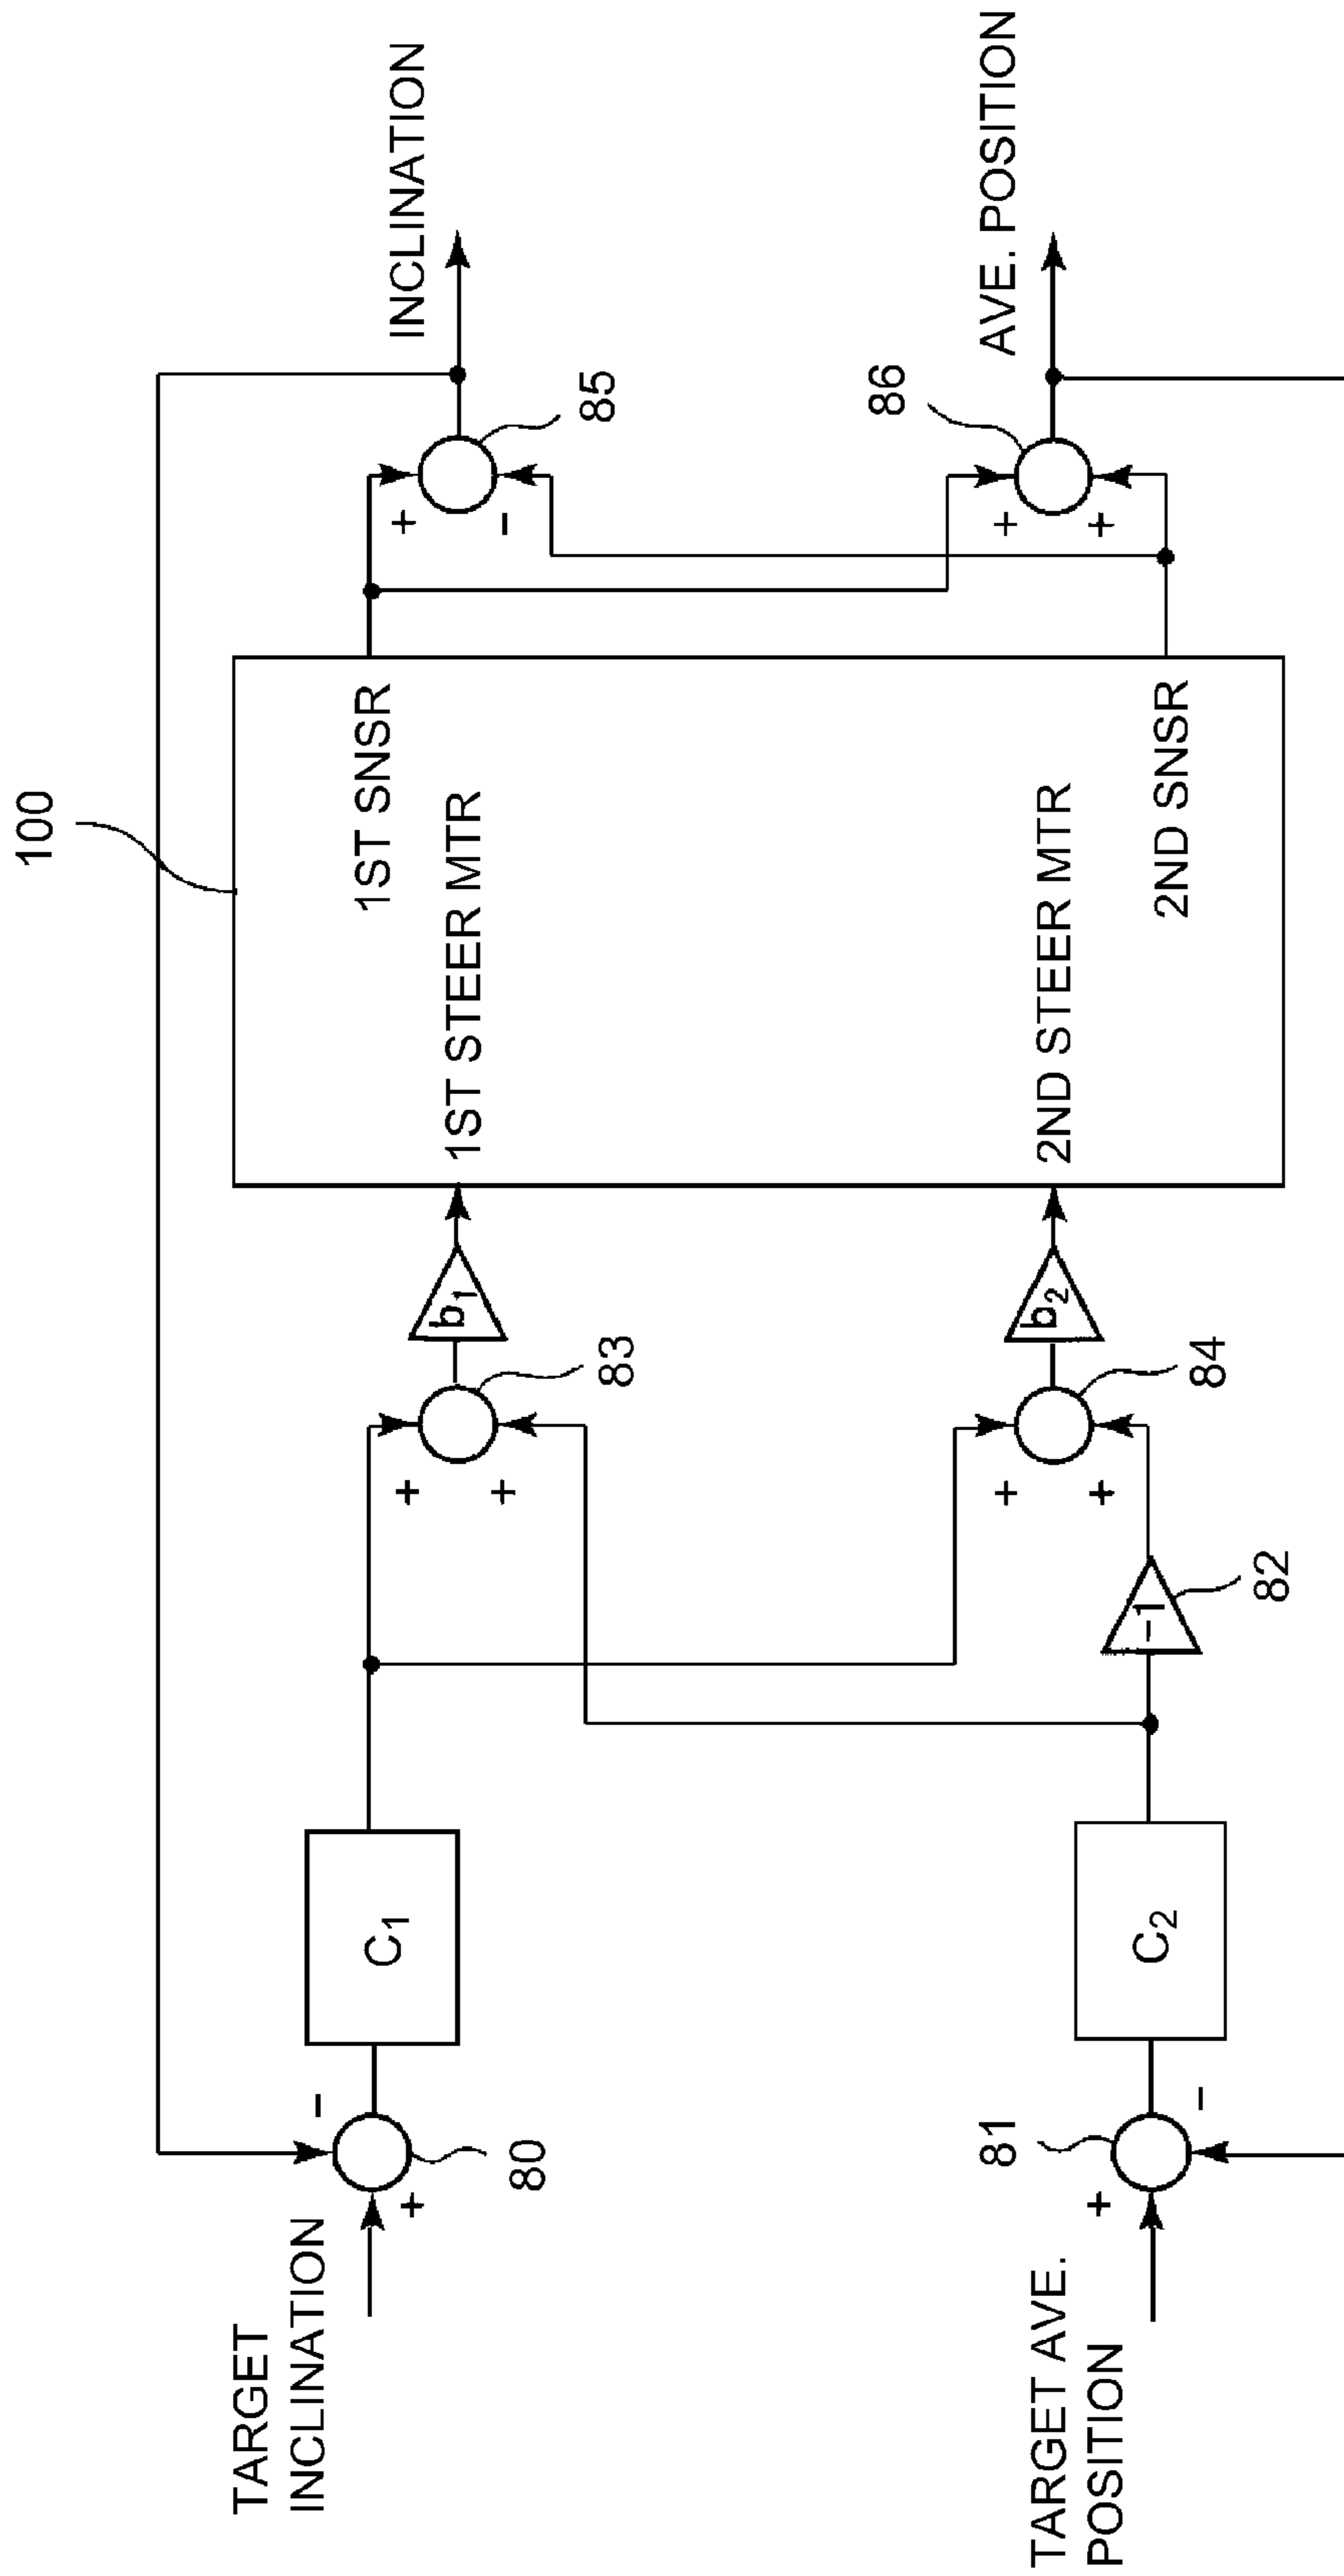 100
INCLINATION
AVE. POSITION
85
86
+
-
+
+
1ST SNSR
1ST STEER MTR
2ND STEER MTR
2ND SNSR
b₁
b₂
83
84
+
+
+
+
-1
82
C₁
C₂
-
+
80
81
+
-
TARGET
INCLINATION
TARGET AVE.
POSITION